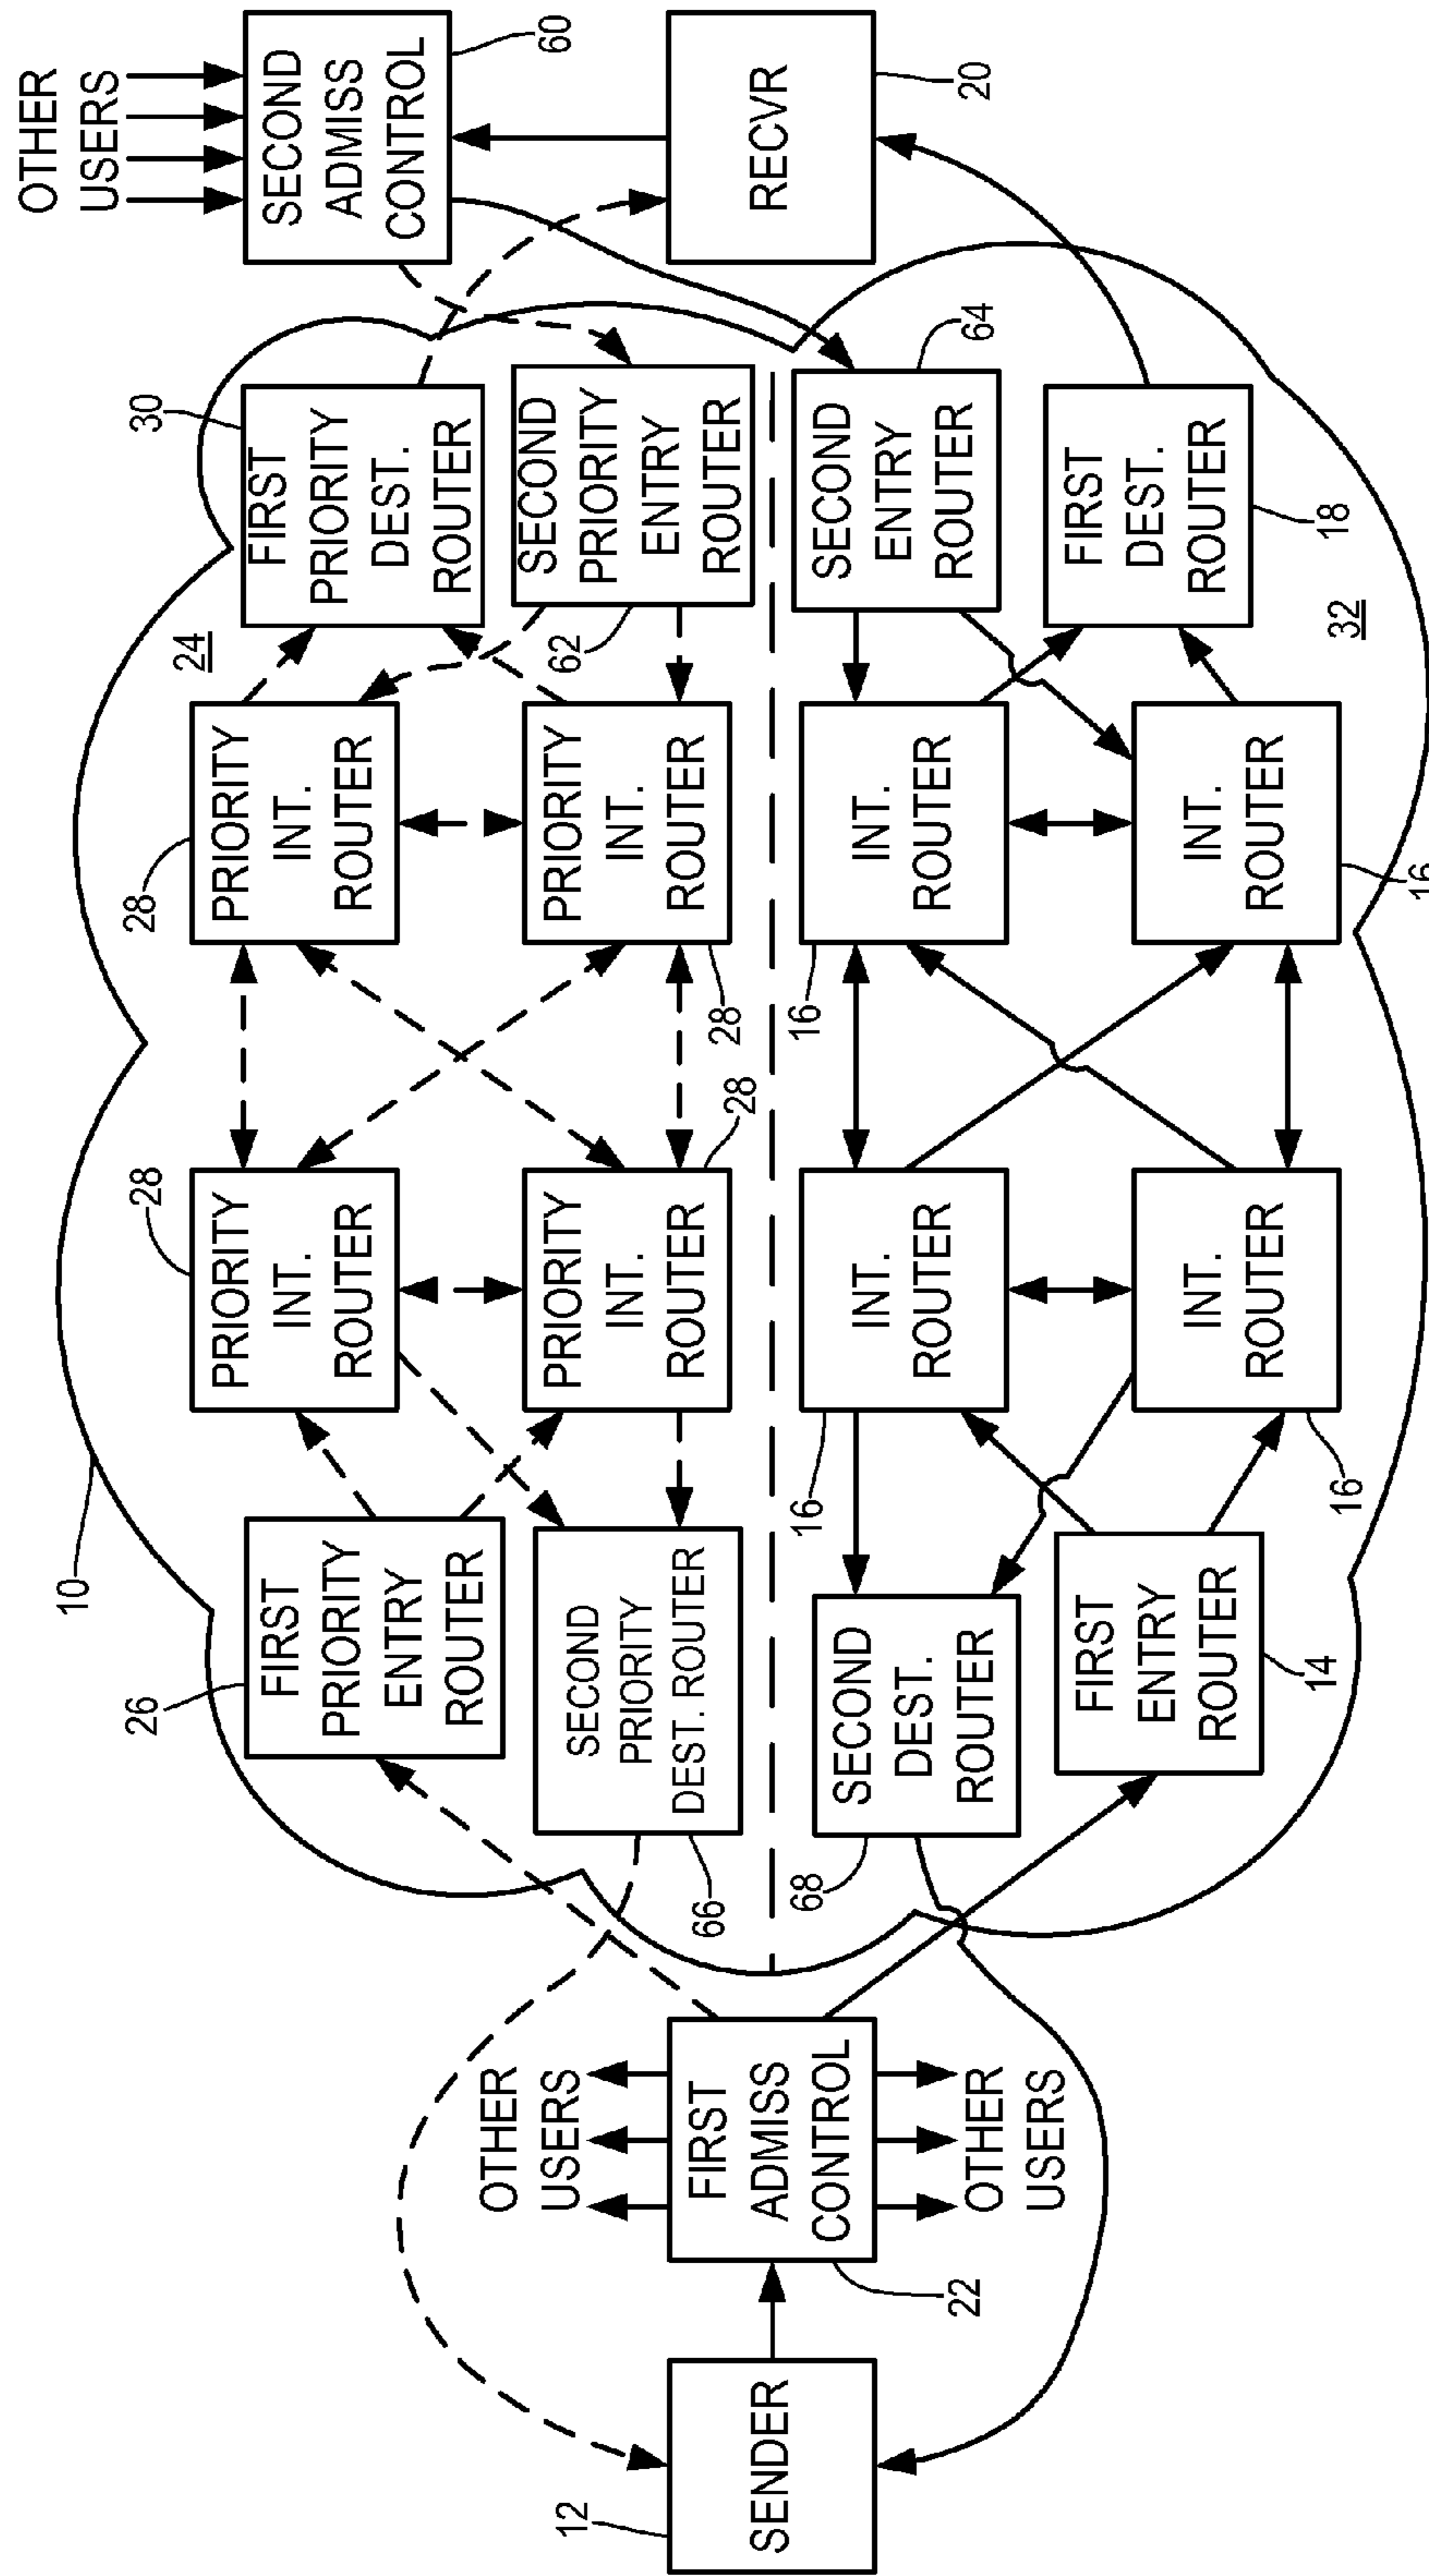 OTHER
USERS
SECOND
ADMISS
CONTROL
60
10
26
FIRST
PRIORITY
ENTRY
ROUTER
28
PRIORITY
INT.
ROUTER
28
PRIORITY
INT.
ROUTER
24
30
FIRST
PRIORITY
DEST.
ROUTER
SECOND
PRIORITY
DEST. ROUTER
66
PRIORITY
INT.
ROUTER
28
PRIORITY
INT.
ROUTER
28
62
SECOND
PRIORITY
ENTRY
ROUTER
OTHER
USERS
12
SENDER
FIRST
ADMISS
CONTROL
22
OTHER
USERS
RECVR
20
68
SECOND
DEST.
ROUTER
16
INT.
ROUTER
16
INT.
ROUTER
SECOND
ENTRY
ROUTER
64
FIRST
ENTRY
ROUTER
14
INT.
ROUTER
16
INT.
ROUTER
16
FIRST
DEST.
ROUTER
18
32